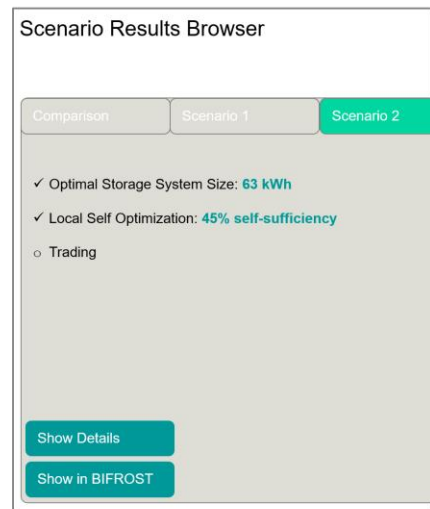 Scenario Results Browser
Comparison Scenario 1 Scenario 2
✓ Optimal Storage System Size: 63 kWh
✓ Local Self Optimization: 45% self-sufficiency
○ Trading
Show Details
Show in BIFROST